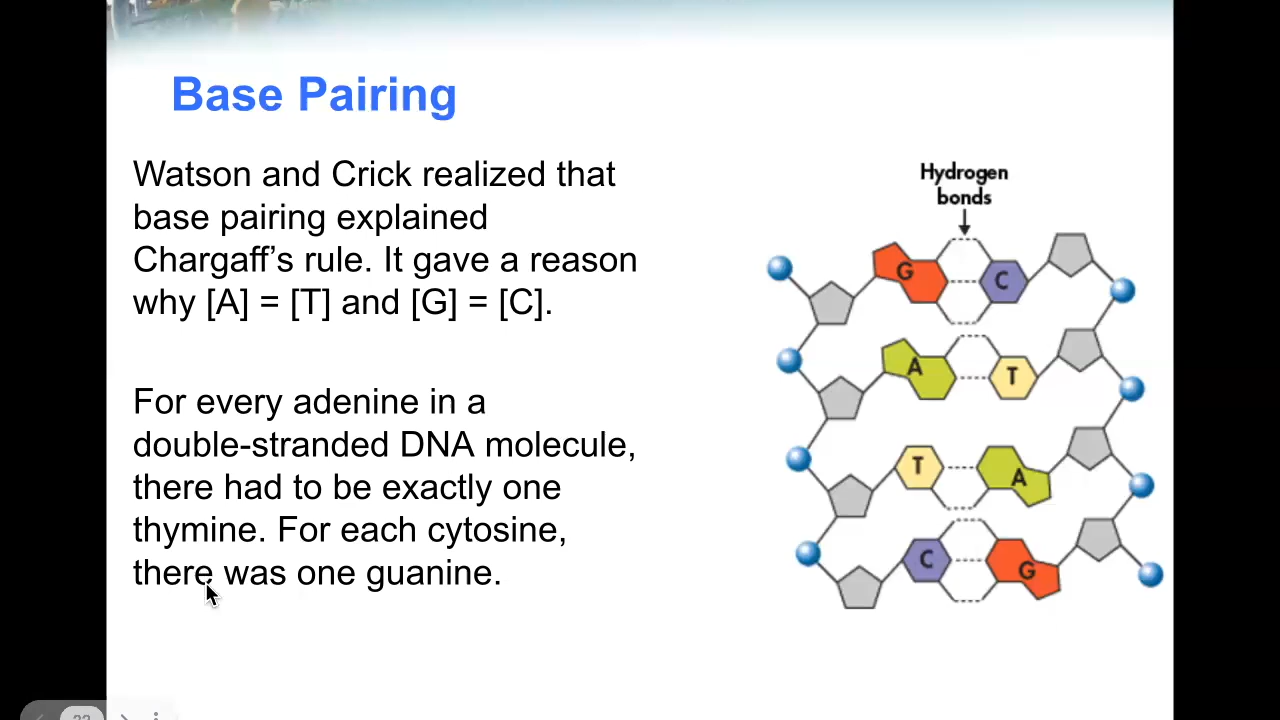 Base Pairing
Watson and Crick realized that
base pairing explained
Chargaff’s rule. It gave a reason
why [A] = [T] and [G] = [C].
For every adenine in a
double-stranded DNA molecule,
there had to be exactly one
thymine. For each cytosine,
there was one guanine.
Hydrogen
bonds
G C
A T
T A
C G